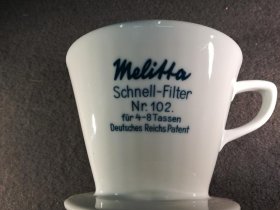 Melitta
Schnell-Filter
Nr. 102.
für 4-8 Tassen
Deutsches Reichs Patent